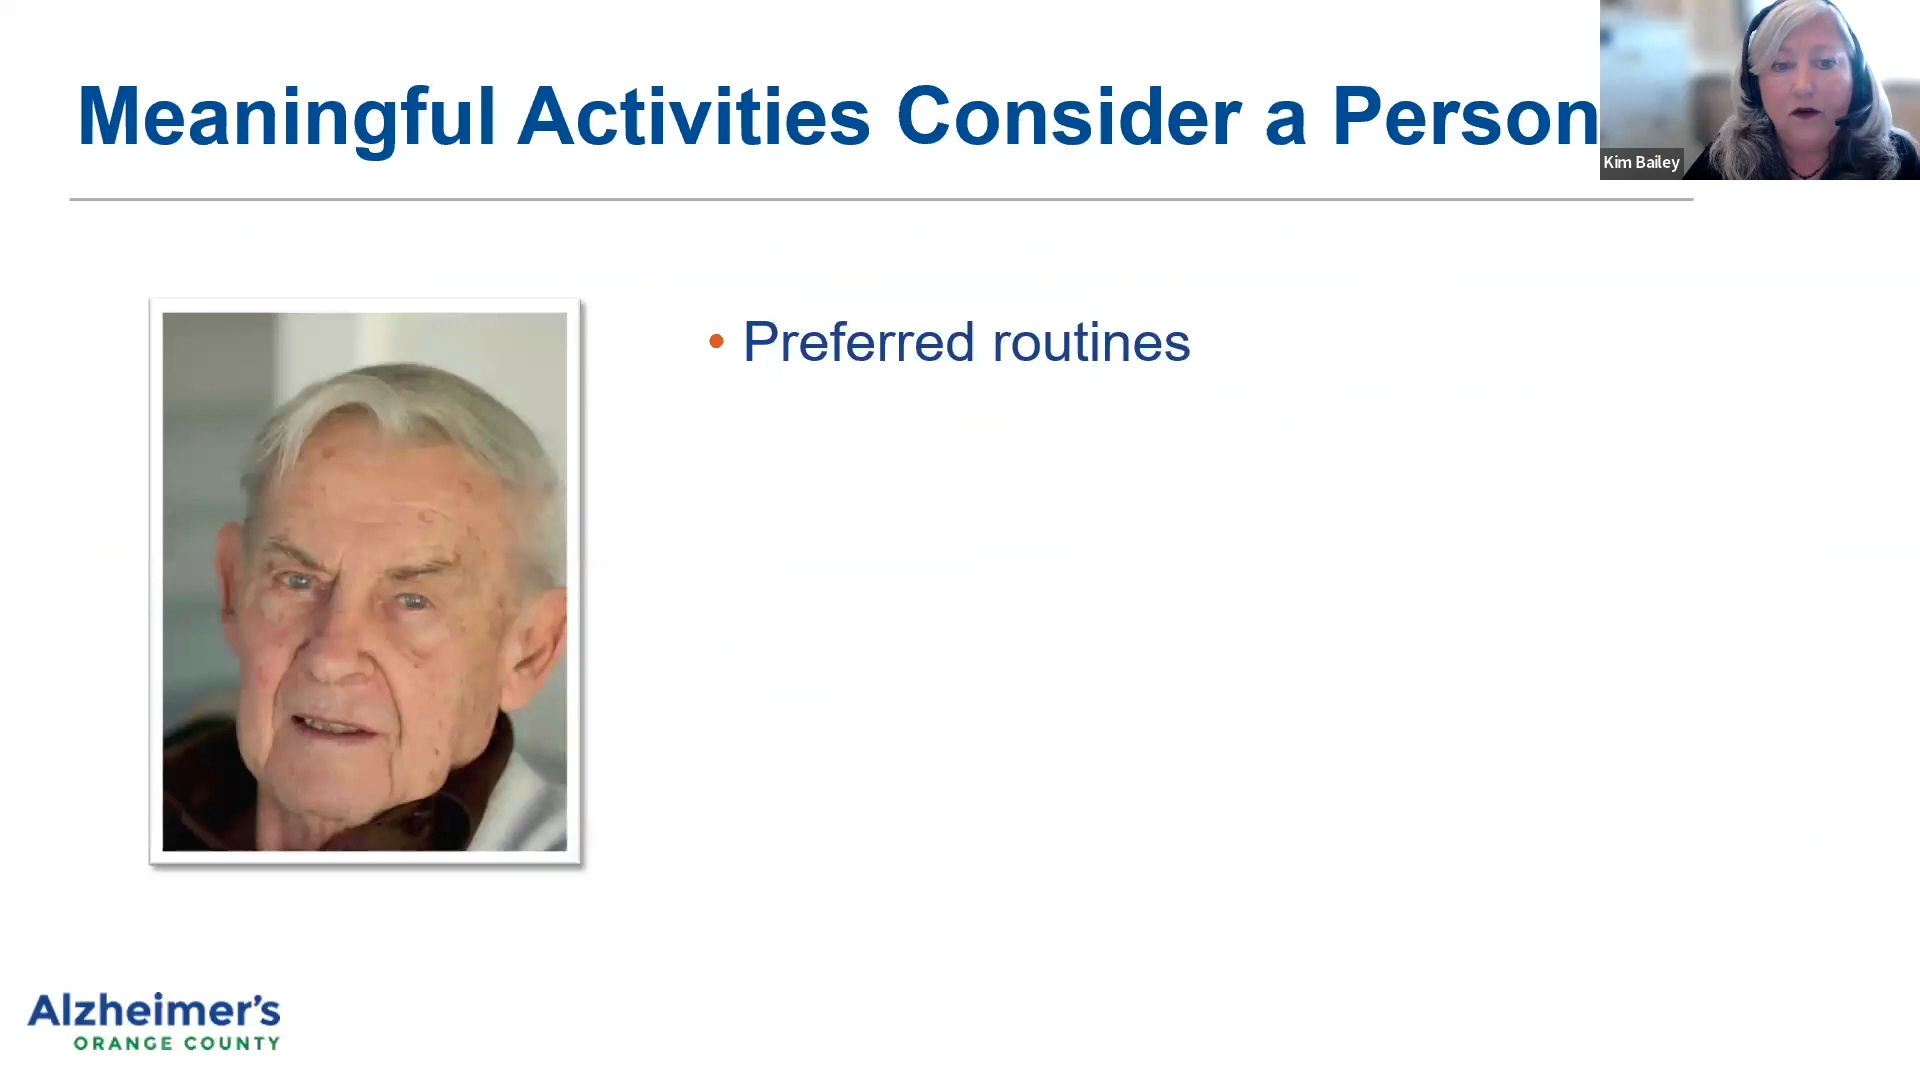 Meaningful Activities Consider a Person
Kim Bailey
• Preferred routines
Alzheimer's
ORANGE COUNTY